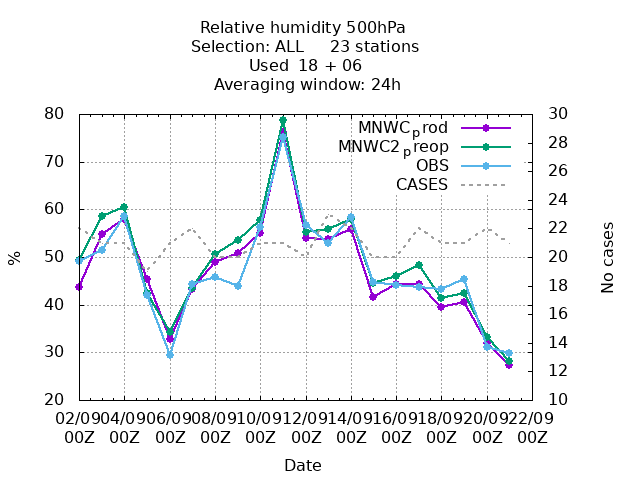 Relative humidity 500hPa
Selection: ALL 23 stations
Used 18 + 06
Averaging window: 24h
80 30
MNWCprod
28
MNWC2preop
70 26
OBS
CASES
24
60 22
50 20
%
No cases
18
40 16
14
30 12
20 10
02/09 04/09 06/09 08/09 10/09 12/09 14/09 16/09 18/09 20/09 22/09
00Z 00Z 00Z 00Z 00Z 00Z 00Z 00Z 00Z 00Z 00Z
Date